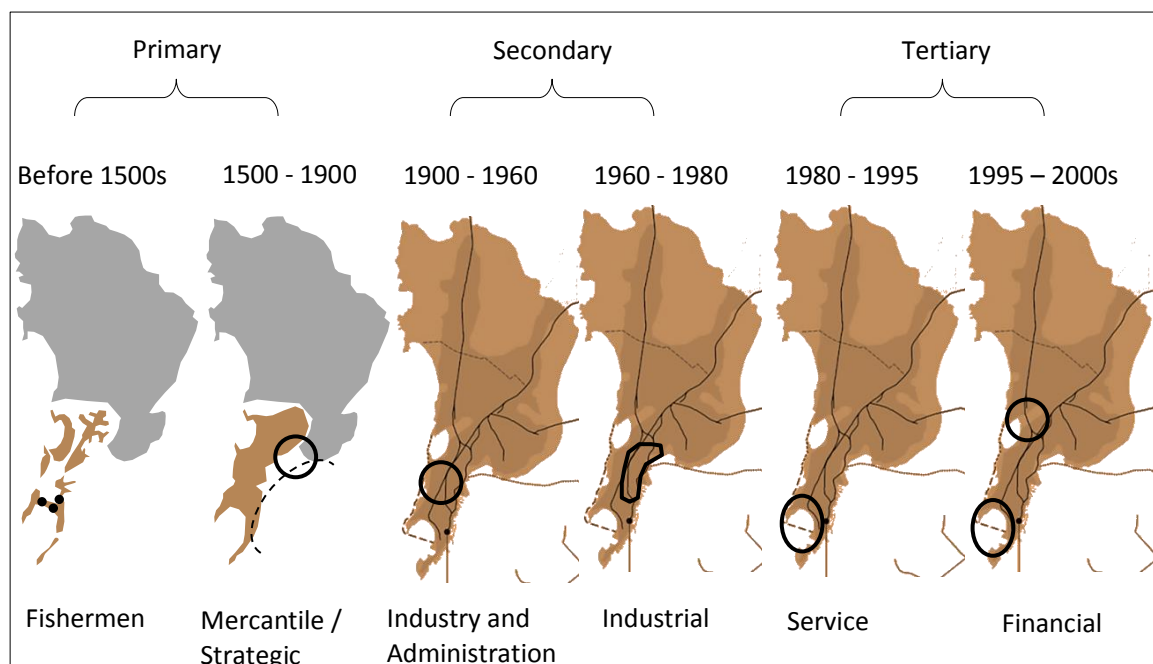 Primary
Secondary
Tertiary
Before 1500s
1500 - 1900
1900 - 1960
1960 - 1980
1980 - 1995
1995 – 2000s
Fishermen
Mercantile /
Strategic
Industry and
Administration
Industrial
Service
Financial